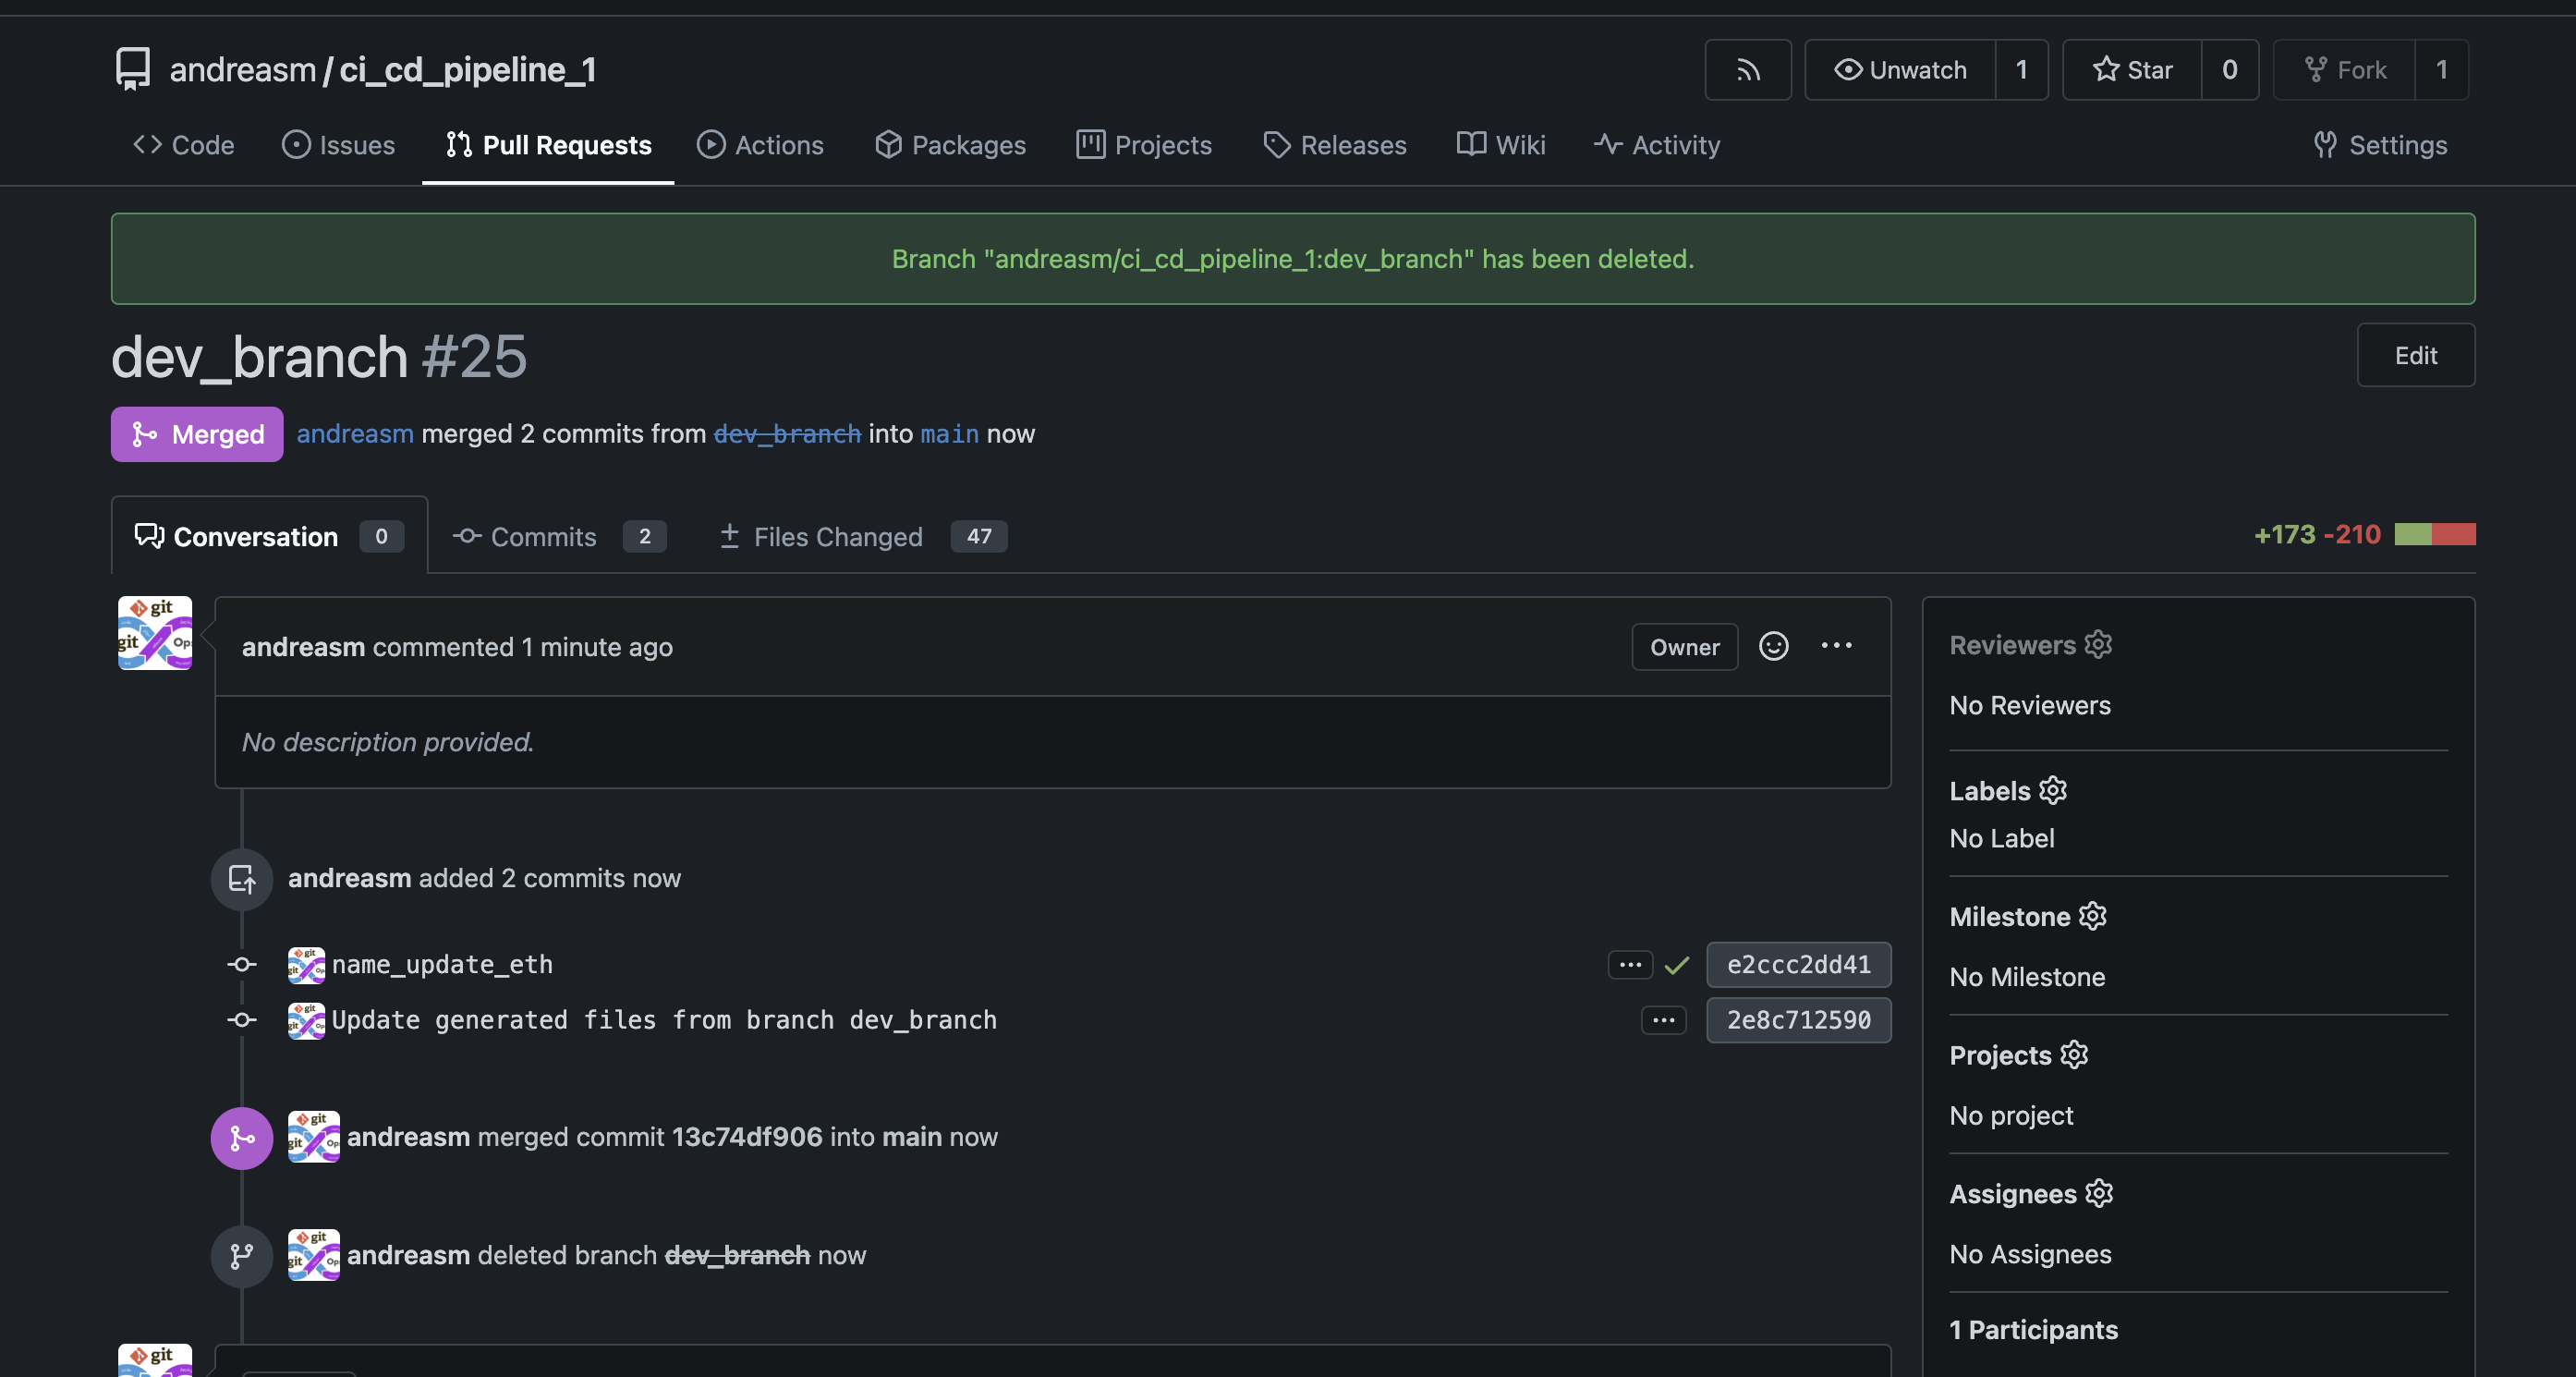 andreasm / ci_cd_pipeline_1
Unwatch 1 Star 0 Fork 1
Code Issues Pull Requests Actions Packages Projects Releases Wiki Activity Settings
Branch "andreasm/ci_cd_pipeline_1:dev_branch" has been deleted.
dev_branch #25
Edit
Merged andreasm merged 2 commits from dev_branch into main now
Conversation 0 Commits 2 Files Changed 47 +173 -210
andreasm commented 1 minute ago Owner
No description provided.
andreasm added 2 commits now
name_update_eth e2ccc2dd41
Update generated files from branch dev_branch 2e8c712590
andreasm merged commit 13c74df906 into main now
andreasm deleted branch dev_branch now
Reviewers
No Reviewers
Labels
No Label
Milestone
No Milestone
Projects
No project
Assignees
No Assignees
1 Participants
git
git
Op